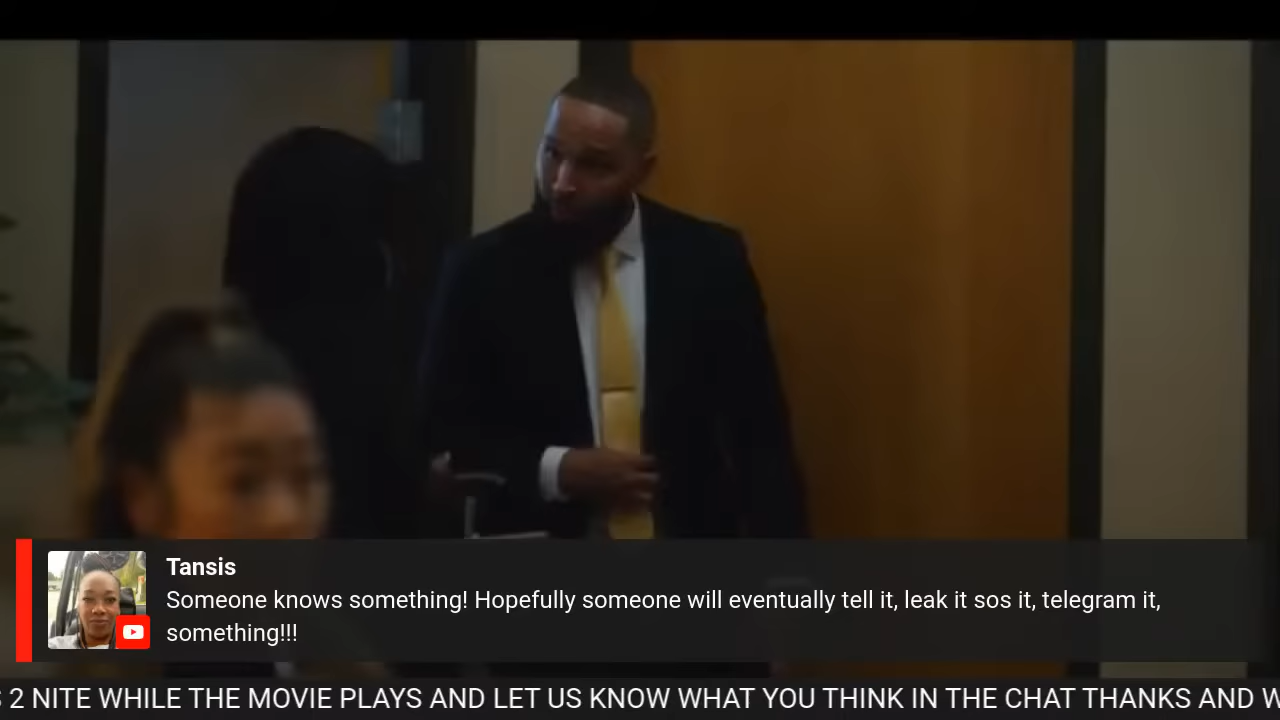 Tansis
Someone knows something! Hopefully someone will eventually tell it, leak it sos it, telegram it,
something!!!
2 NITE WHILE THE MOVIE PLAYS AND LET US KNOW WHAT YOU THINK IN THE CHAT THANKS AND